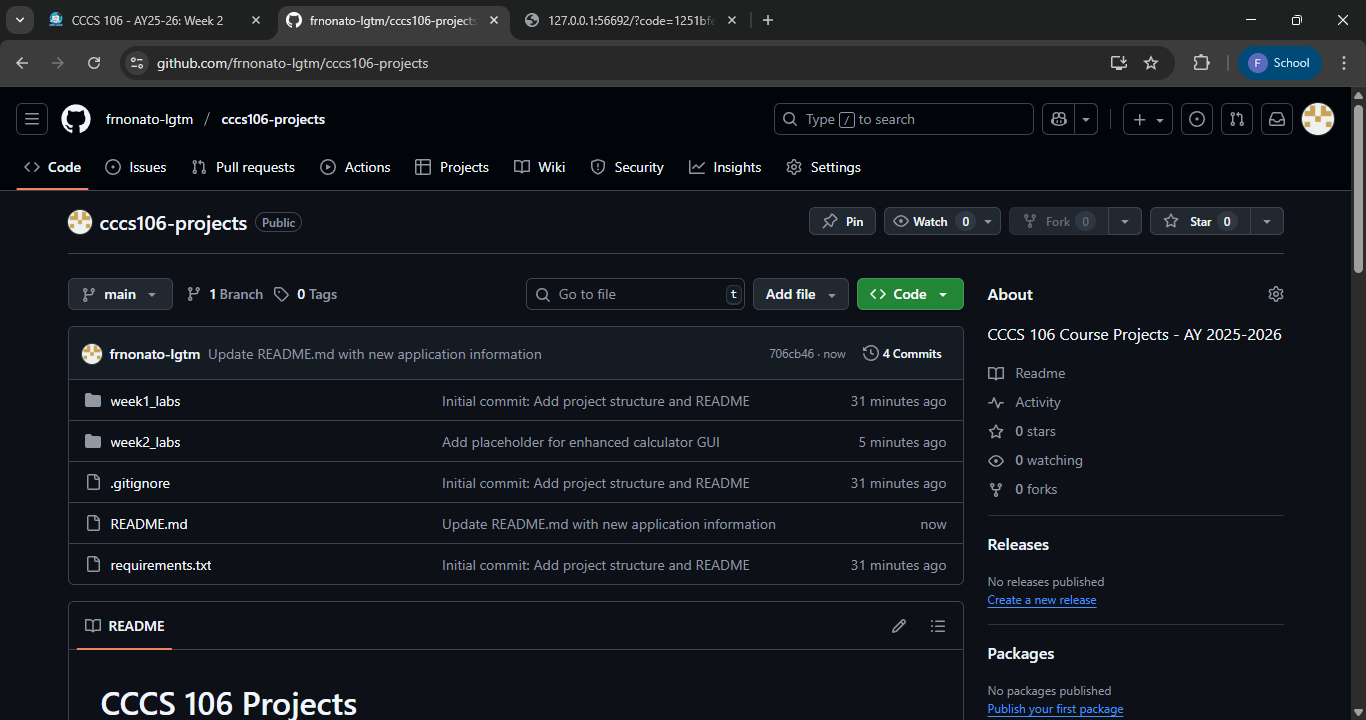 CCCS 106 - AY25-26: Week 2
frnonato-lgtm/cccs106-projects
127.0.0.1:56692/?code=1251bfe
github.com/frnonato-lgtm/cccs106-projects
F School
frnonato-lgtm / cccs106-projects
Type / to search
Code Issues Pull requests Actions Projects Wiki Security Insights Settings
cccs106-projects Public
Pin Watch 0 Fork 0 Star 0
main 1 Branch 0 Tags Go to file t Add file Code
frnonato-lgtm Update README.md with new application information 706cb46 · now 4 Commits
week1_labs Initial commit: Add project structure and README 31 minutes ago
week2_labs Add placeholder for enhanced calculator GUI 5 minutes ago
.gitignore Initial commit: Add project structure and README 31 minutes ago
README.md Update README.md with new application information now
requirements.txt Initial commit: Add project structure and README 31 minutes ago
README
CCCS 106 Projects
About
CCCS 106 Course Projects - AY 2025-2026
Readme
Activity
0 stars
0 watching
0 forks
Releases
No releases published
Create a new release
Packages
No packages published
Publish your first package